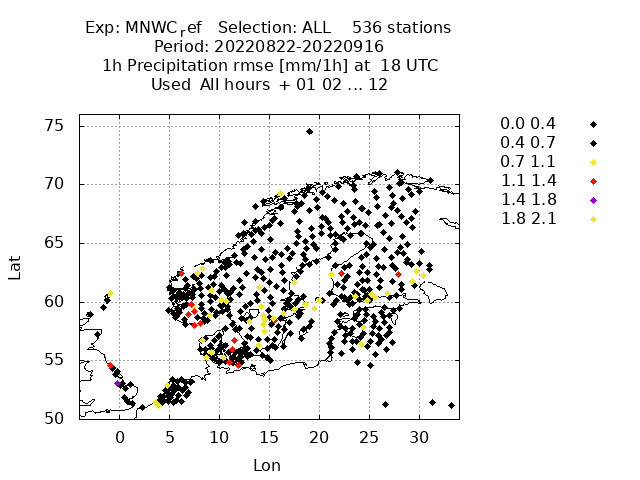 Exp: MNWC_ref Selection: ALL 536 stations
Period: 20220822-20220916
1h Precipitation rmse [mm/1h] at 18 UTC
Used All hours + 01 02 ... 12
0.0 0.4
0.4 0.7
0.7 1.1
1.1 1.4
1.4 1.8
1.8 2.1
75
70
65
60
55
50
Lat
0 5 10 15 20 25 30
Lon